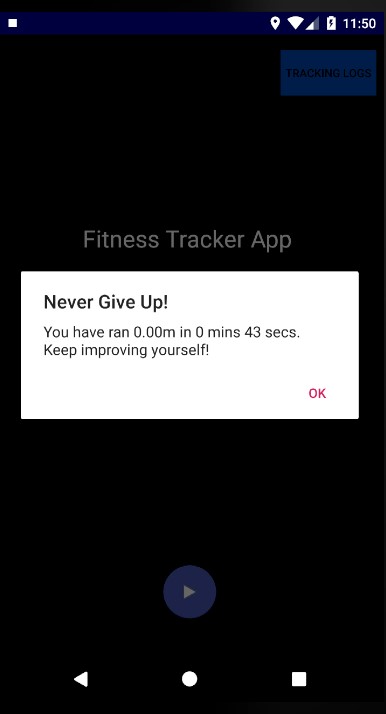 11:50
TRACKING LOGS
Fitness Tracker App
Never Give Up!
You have ran 0.00m in 0 mins 43 secs.
Keep improving yourself!
OK